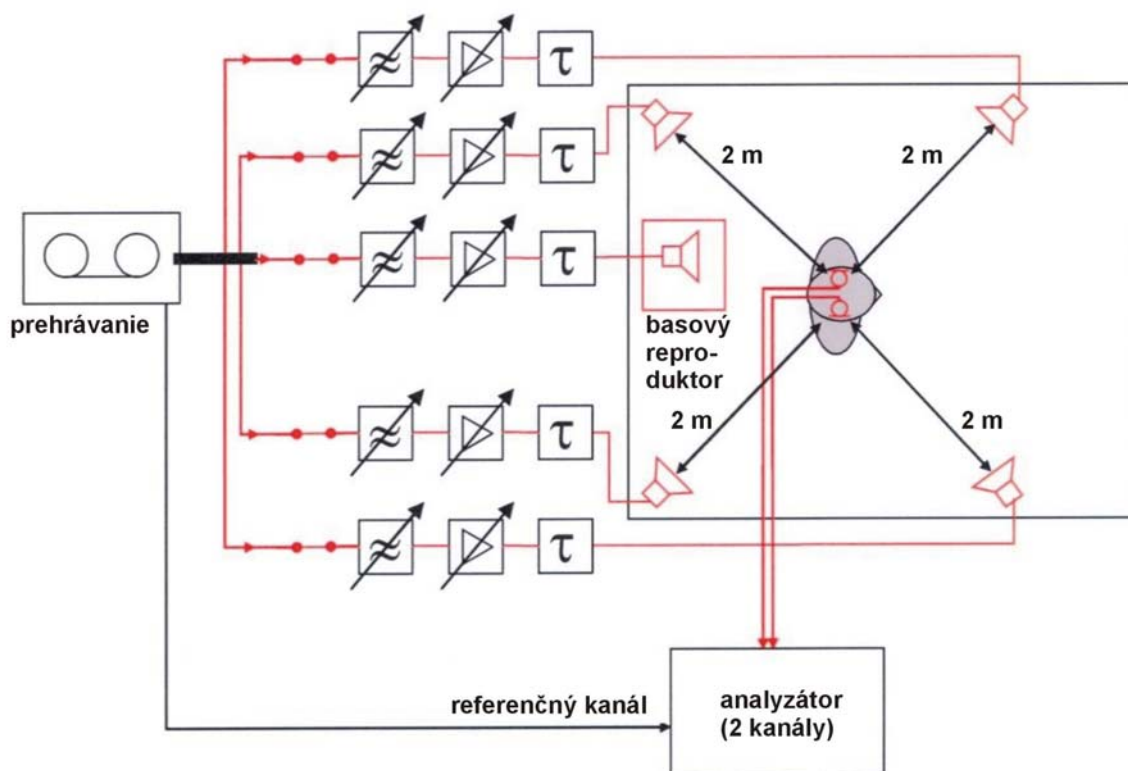 τ
τ
2 m
2 m
τ
prehrávanie
basový
repro-
duktor
τ
2 m
2 m
τ
referenčný kanál
analyzátor
(2 kanály)